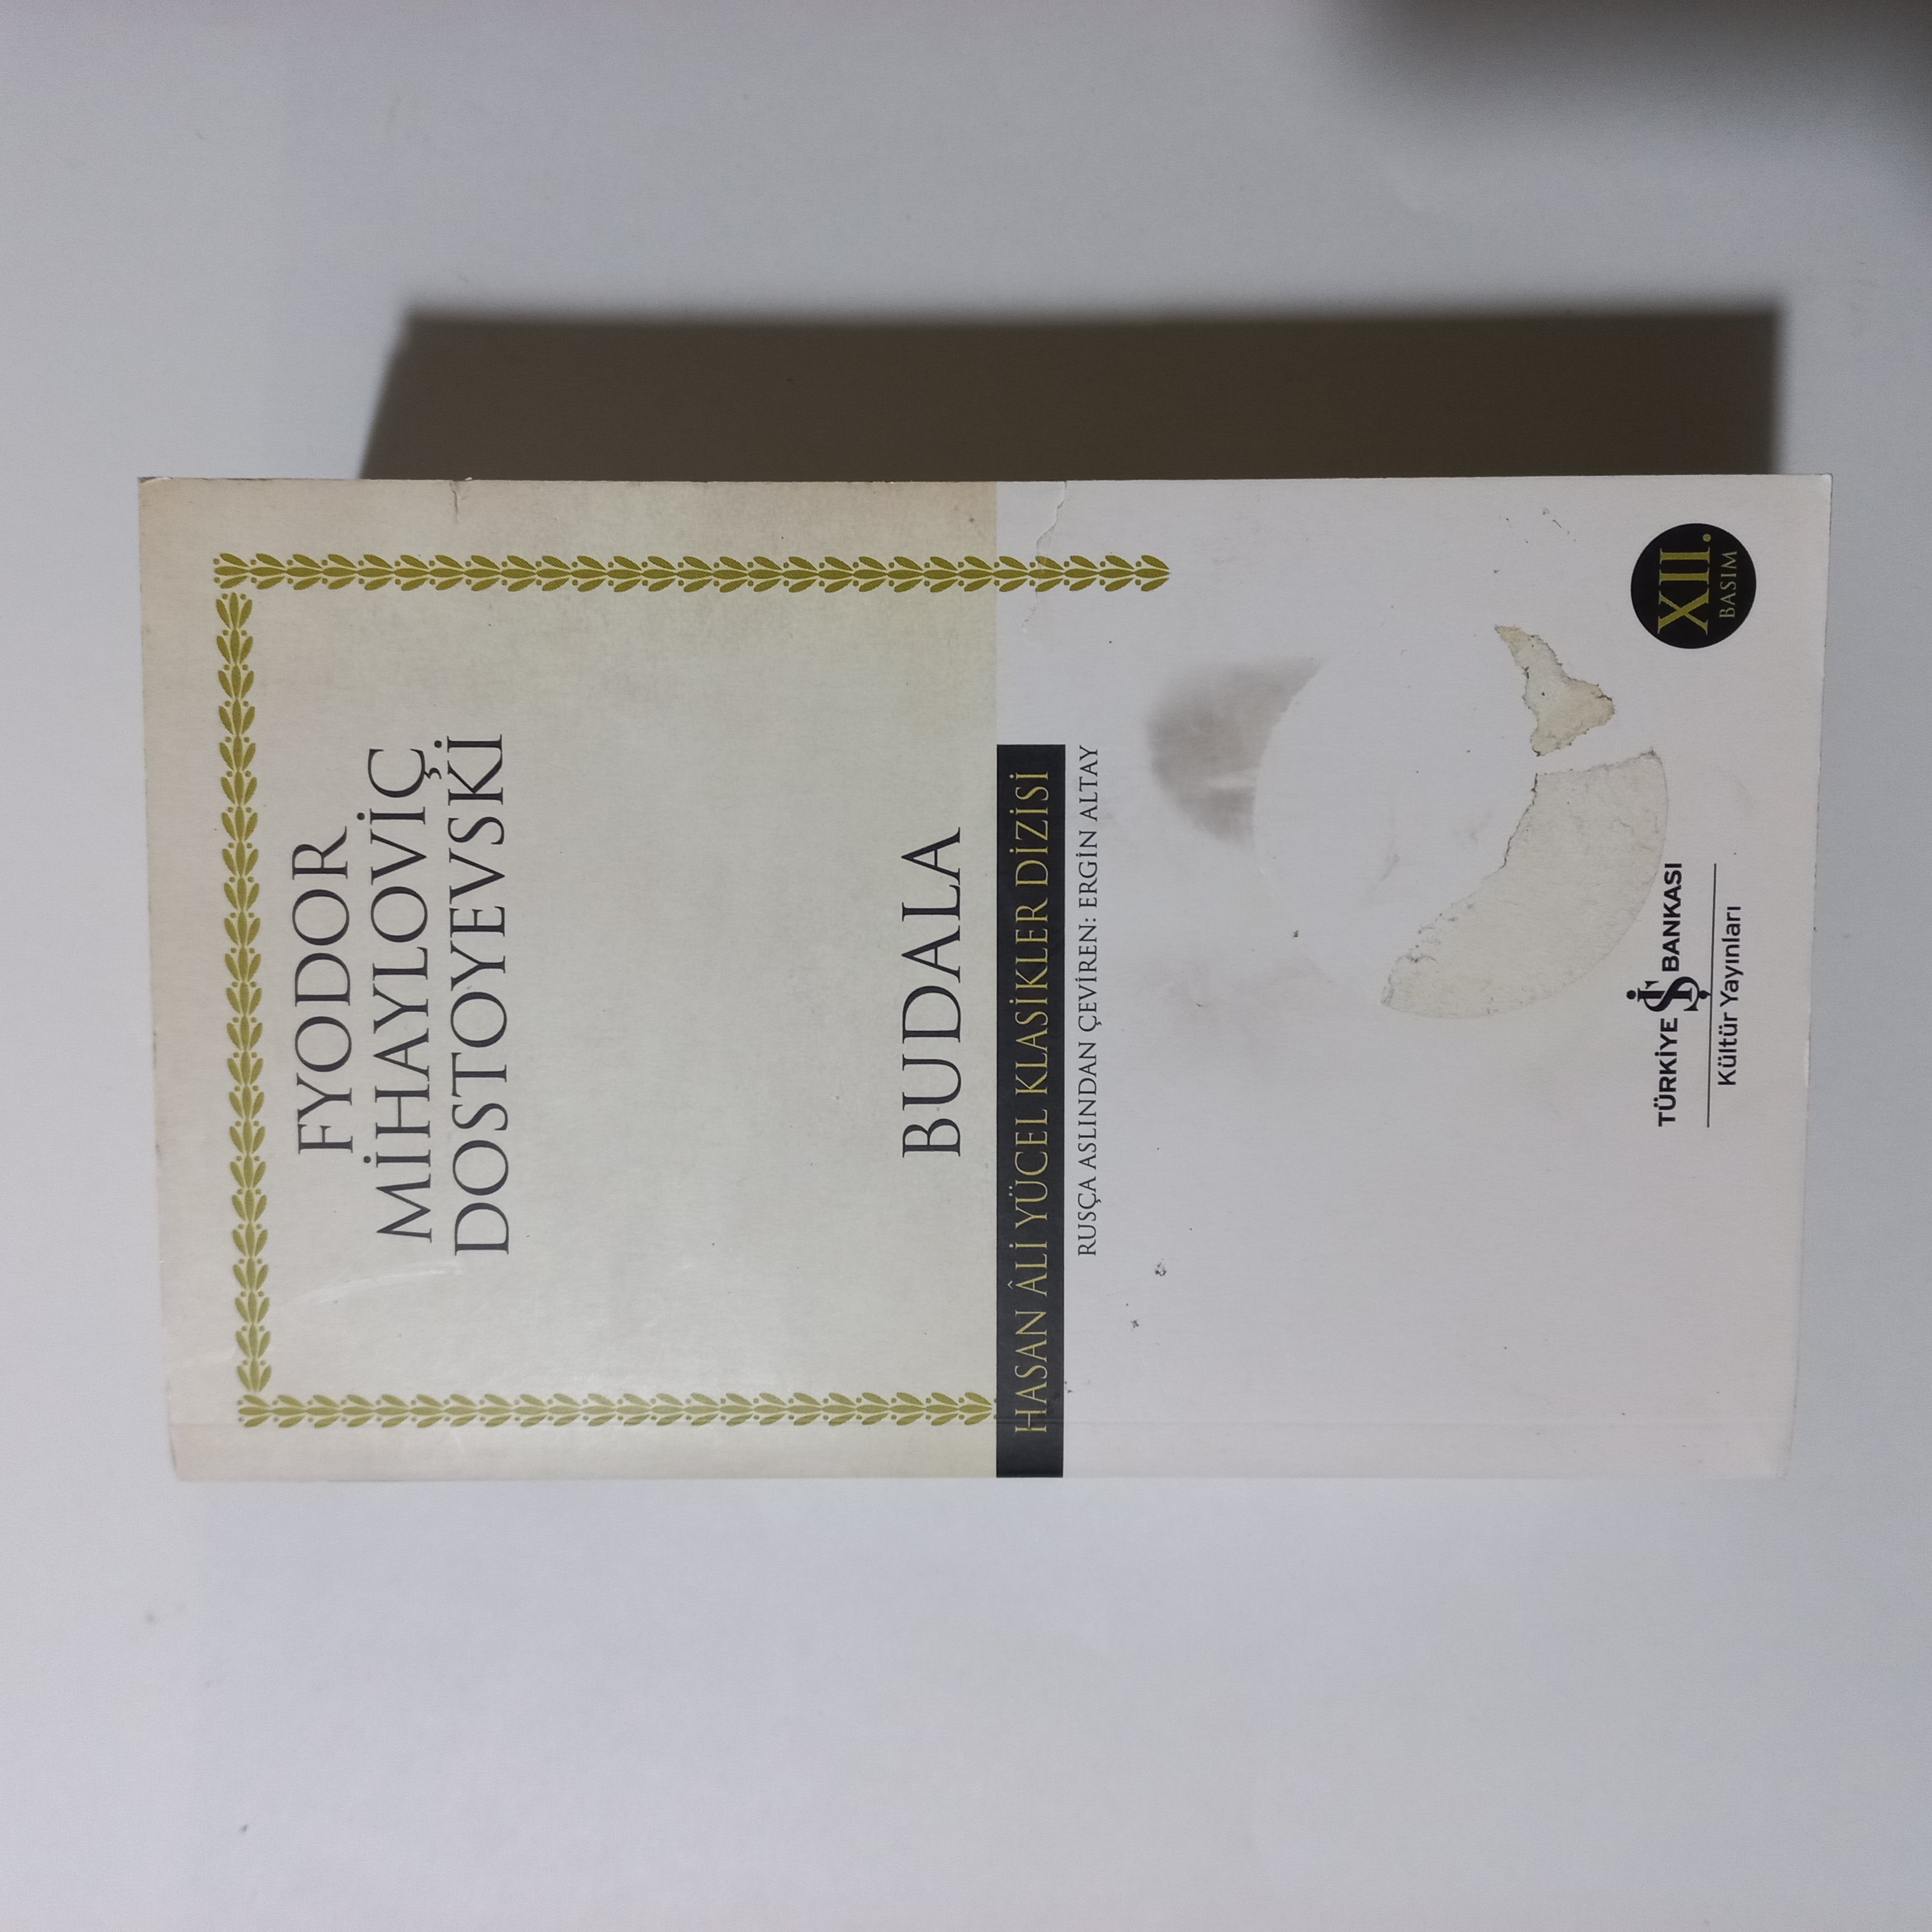 FYODOR
MİHAYLOVİÇ
DOSTOYEVSKİ
BUDALA
HASAN ÂLİ YÜCEL KLASİKLER DİZİSİ
RUSÇA ASLINDAN ÇEVİREN: ERGİN ALTAY
XII.
BASIM
TÜRKİYE İŞ BANKASI
Kültür Yayınları